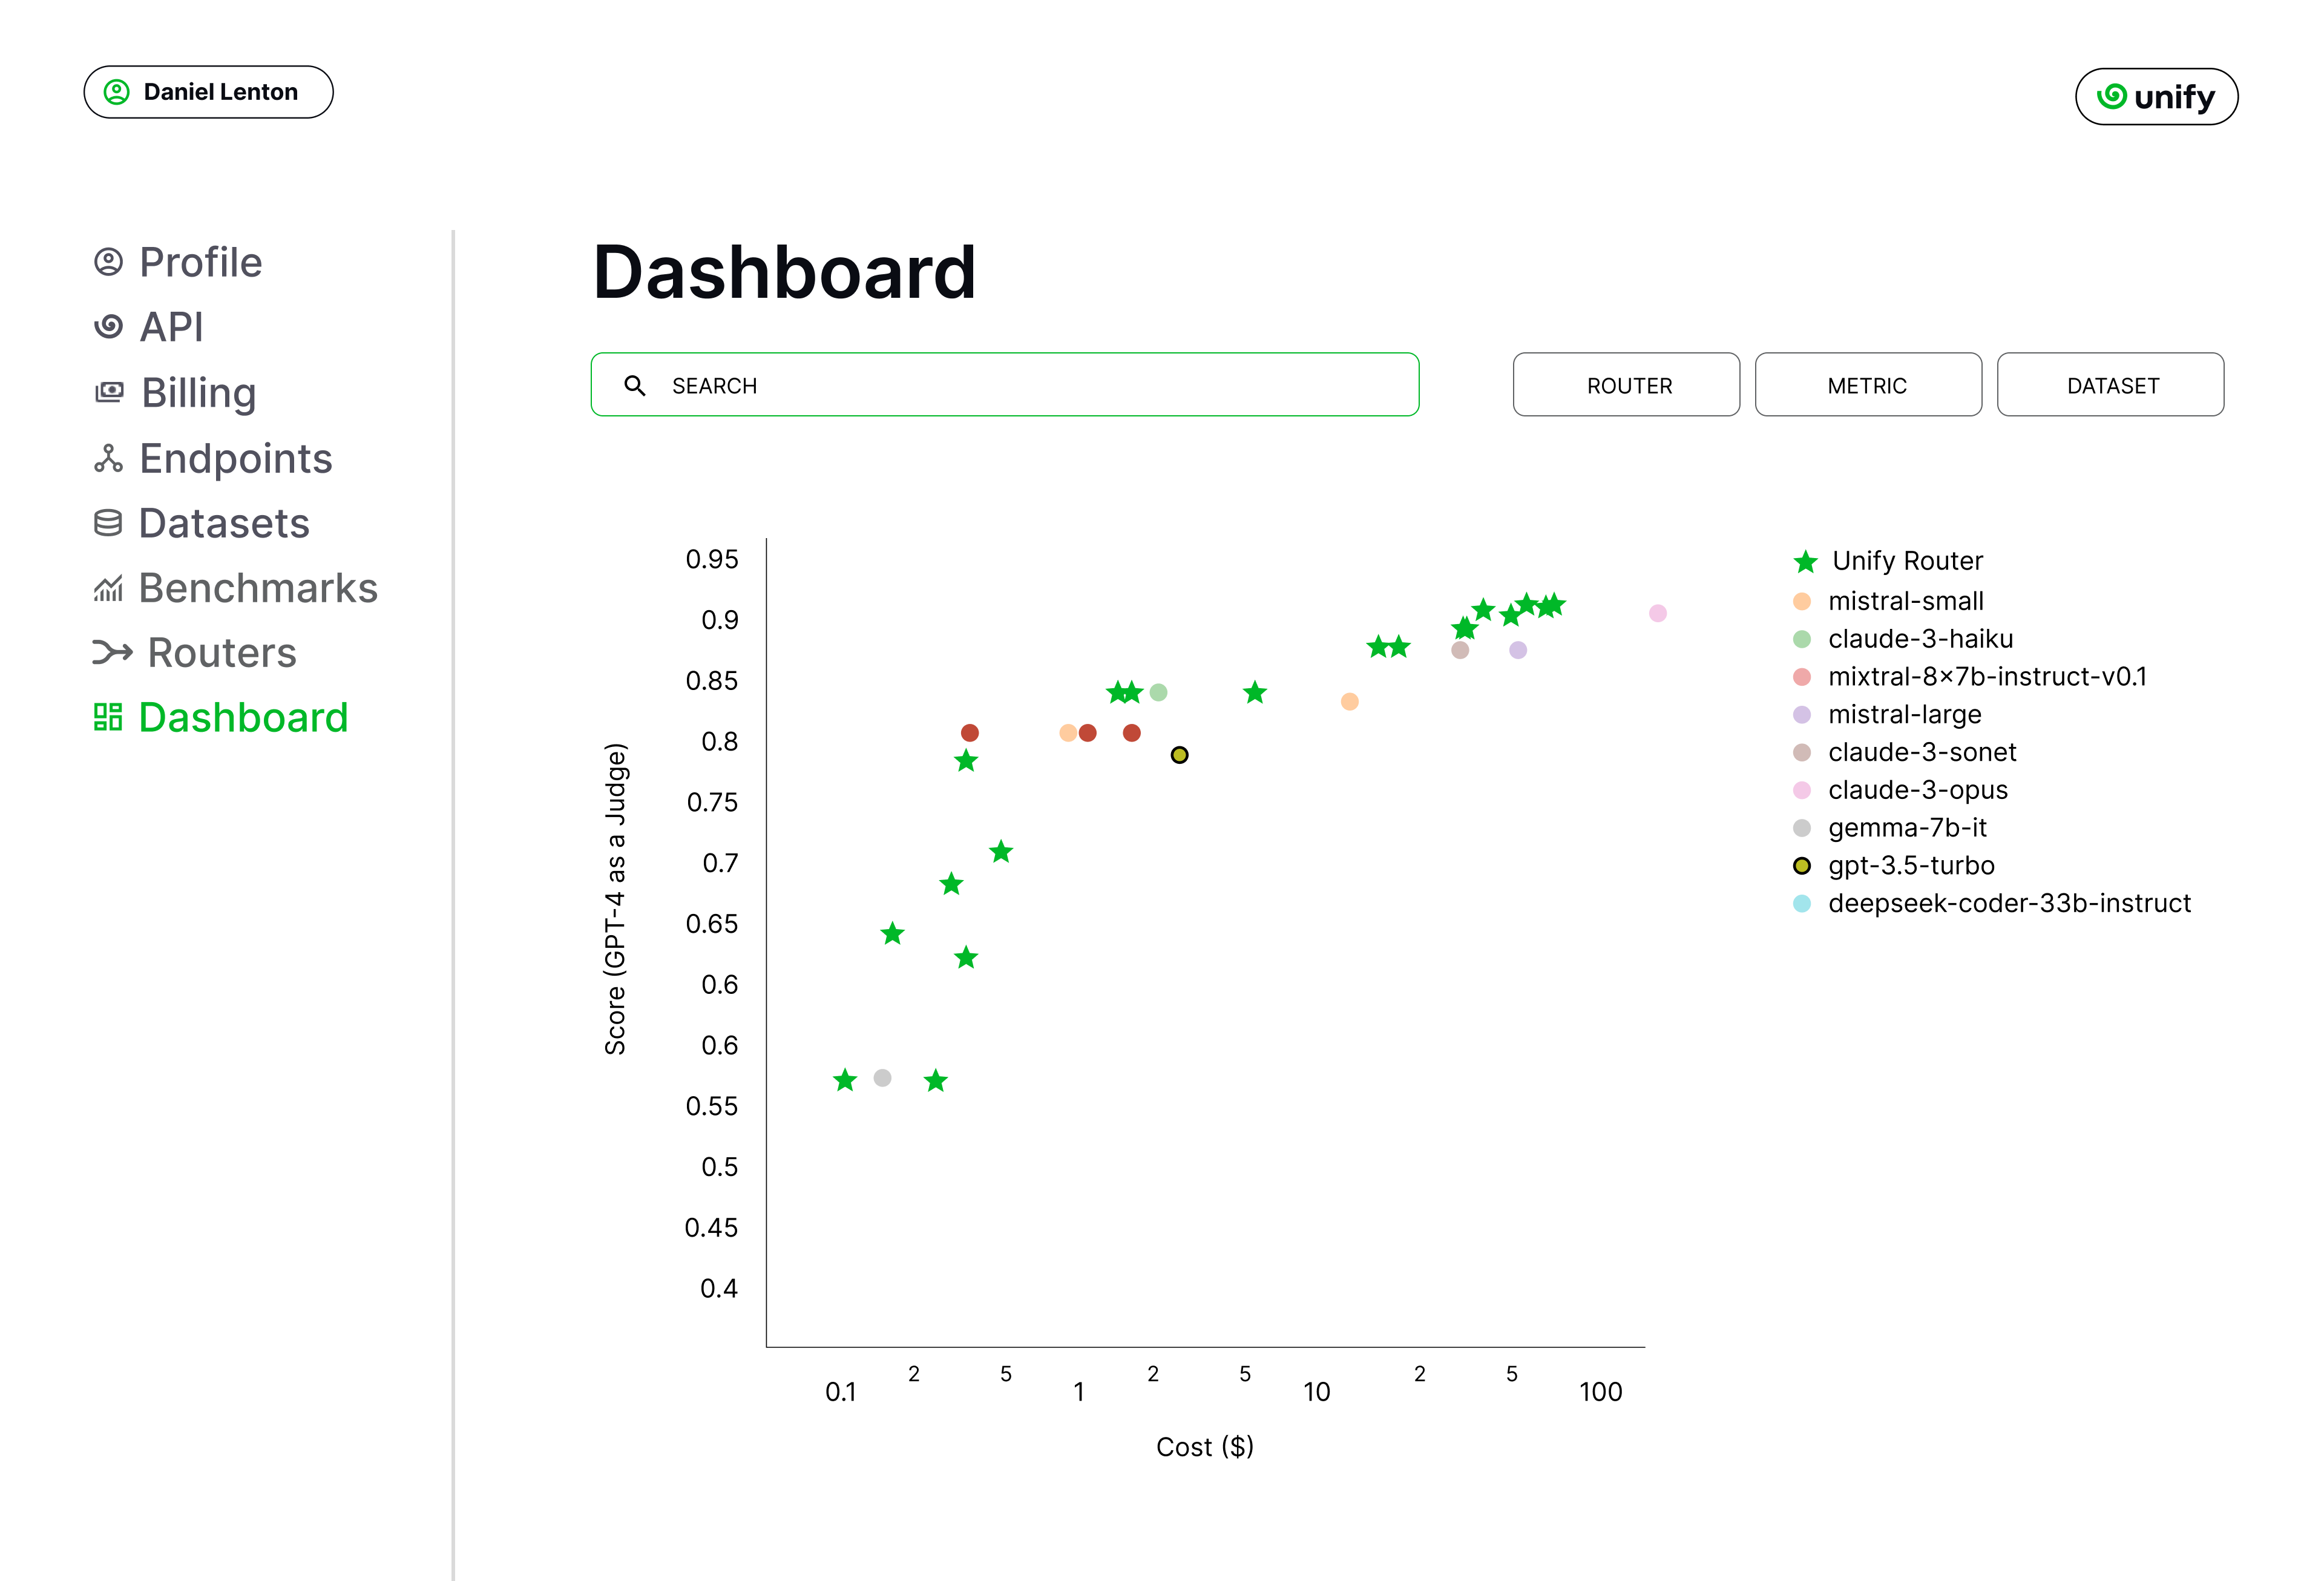 Daniel Lenton
unify
Profile
API
Billing
Endpoints
Datasets
Benchmarks
Routers
Dashboard
Dashboard
SEARCH
ROUTER
METRIC
DATASET
Score (GPT-4 as a Judge)
0.95
0.9
0.85
0.8
0.75
0.7
0.65
0.6
0.6
0.55
0.5
0.45
0.4
0.1
2
5
1
2
5
10
2
5
100
Cost ($)
Unify Router
mistral-small
claude-3-haiku
mixtral-8×7b-instruct-v0.1
mistral-large
claude-3-sonet
claude-3-opus
gemma-7b-it
gpt-3.5-turbo
deepseek-coder-33b-instruct